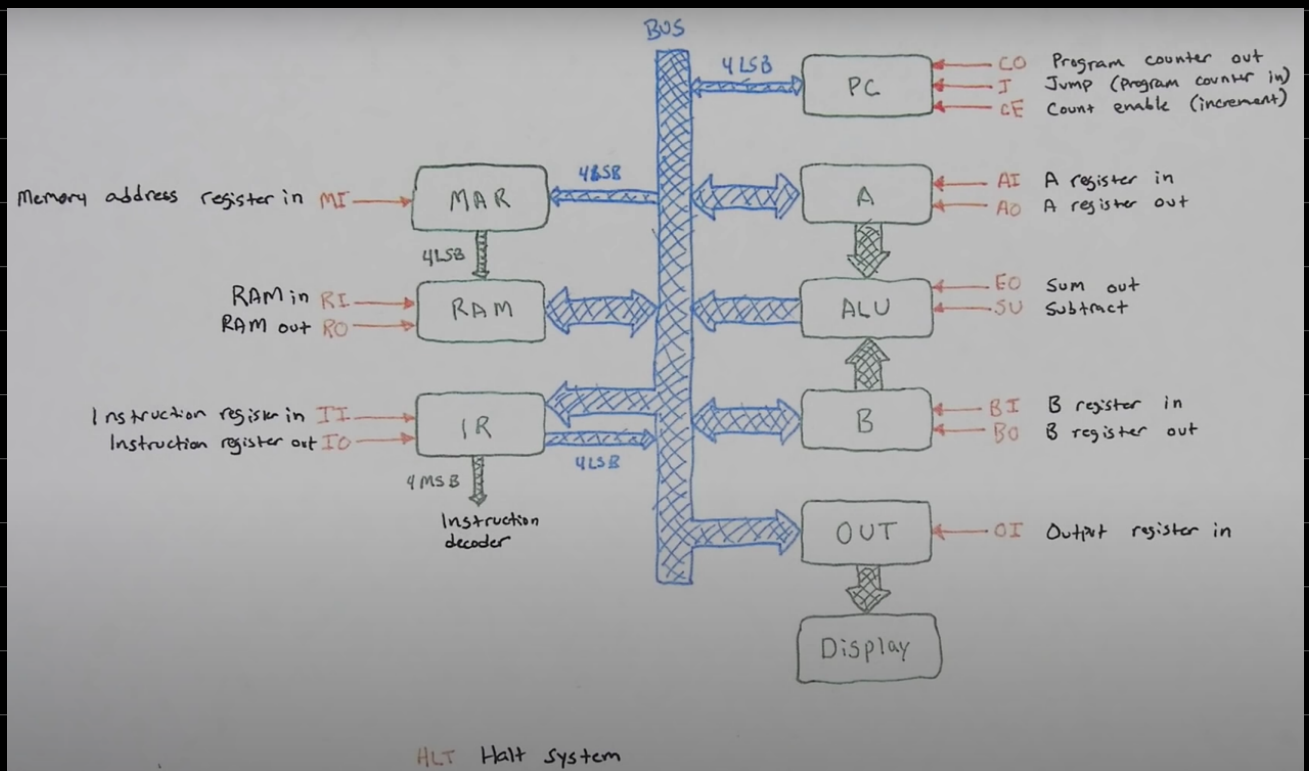 BUS
4LSB
PC
CO Program counter out
J Jump (Program counter in)
CE Count enable (increment)
Memory address register in MI
MAR
4LSB
A
AI A register in
AO A register out
4LSB
RAM in RI
RAM out RO
RAM
ALU
EO Sum out
SU Subtract
Instruction register in II
Instruction register out IO
IR
4LSB
B
BI B register in
BO B register out
4MSB
Instruction
decoder
OUT
OI Output register in
Display
HLT Halt system